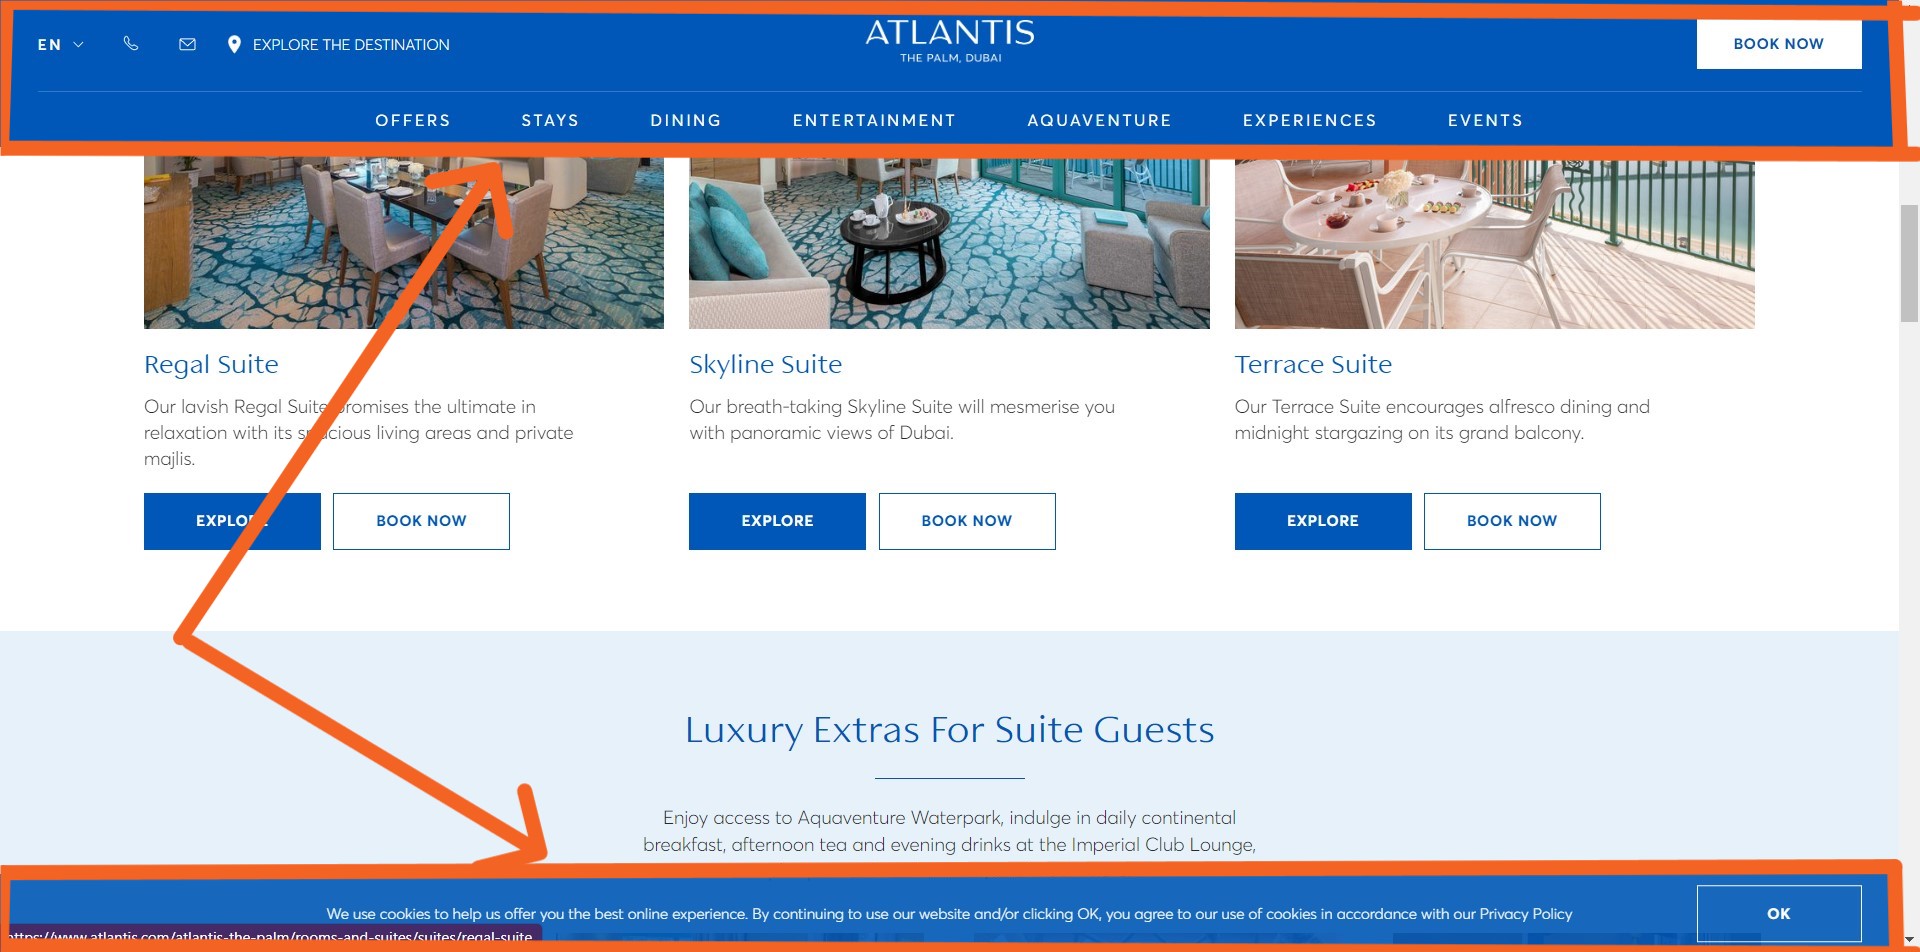 EN
EXPLORE THE DESTINATION
ATLANTIS
THE PALM, DUBAI
BOOK NOW
OFFERS STAYS DINING ENTERTAINMENT AQUAVENTURE EXPERIENCES EVENTS
Regal Suite
Our lavish Regal Suite promises the ultimate in
relaxation with its spacious living areas and private
majlis.
EXPLORE BOOK NOW
Skyline Suite
Our breath-taking Skyline Suite will mesmerise you
with panoramic views of Dubai.
EXPLORE BOOK NOW
Terrace Suite
Our Terrace Suite encourages alfresco dining and
midnight stargazing on its grand balcony.
EXPLORE BOOK NOW
Luxury Extras For Suite Guests
Enjoy access to Aquaventure Waterpark, indulge in daily continental
breakfast, afternoon tea and evening drinks at the Imperial Club Lounge,
We use cookies to help us offer you the best online experience. By continuing to use our website and/or clicking OK, you agree to our use of cookies in accordance with our Privacy Policy
OK
https://www.atlantis.com/atlantis-the-palm/rooms-and-suites/suites/regal-suite